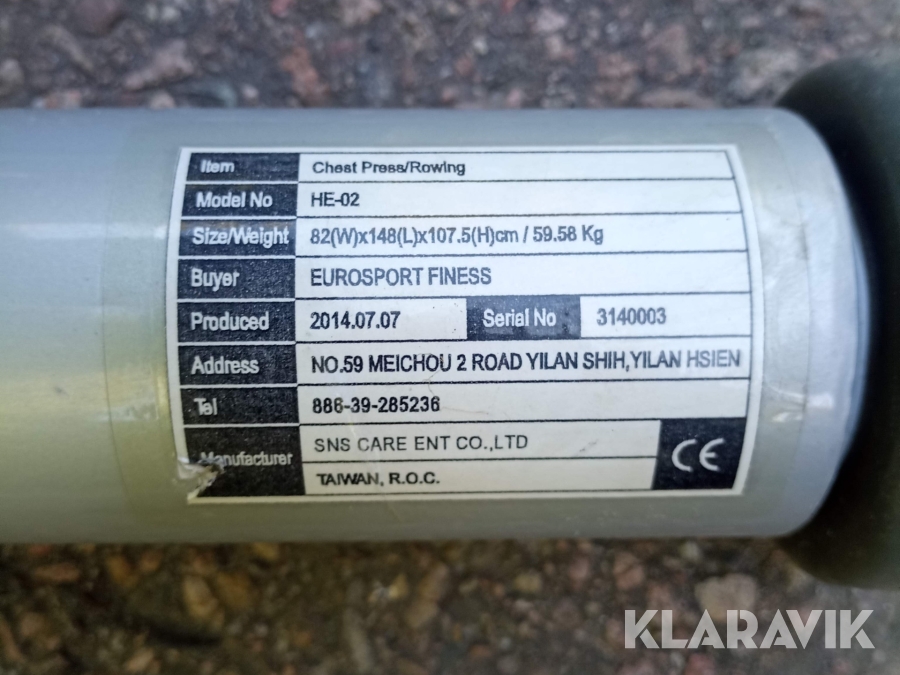 Item Chest Press/Rowing
Model No HE-02
Size/Weight 82(W)x148(L)x107.5(H)cm / 59.58 Kg
Buyer EUROSPORT FINESS
Produced 2014.07.07 Serial No 3140003
Address NO.59 MEICHOU 2 ROAD YILAN SHIH,YILAN HSIEN
Tel 886-39-285236
Manufacturer SNS CARE ENT CO.,LTD
TAIWAN, R.O.C.
CE
KLARAVIK